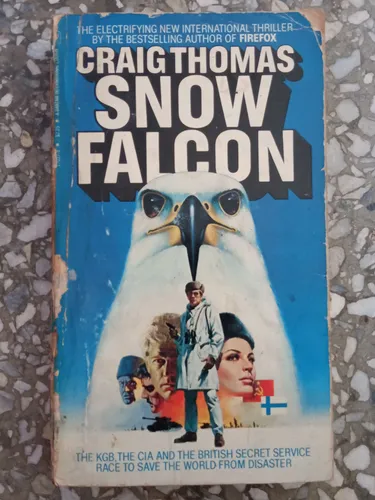 THE ELECTRIFYING NEW INTERNATIONAL THRILLER
BY THE BESTSELLING AUTHOR OF FIREFOX
CRAIG THOMAS
SNOW
FALCON
THE KGB, THE CIA AND THE BRITISH SECRET SERVICE
RACE TO SAVE THE WORLD FROM DISASTER